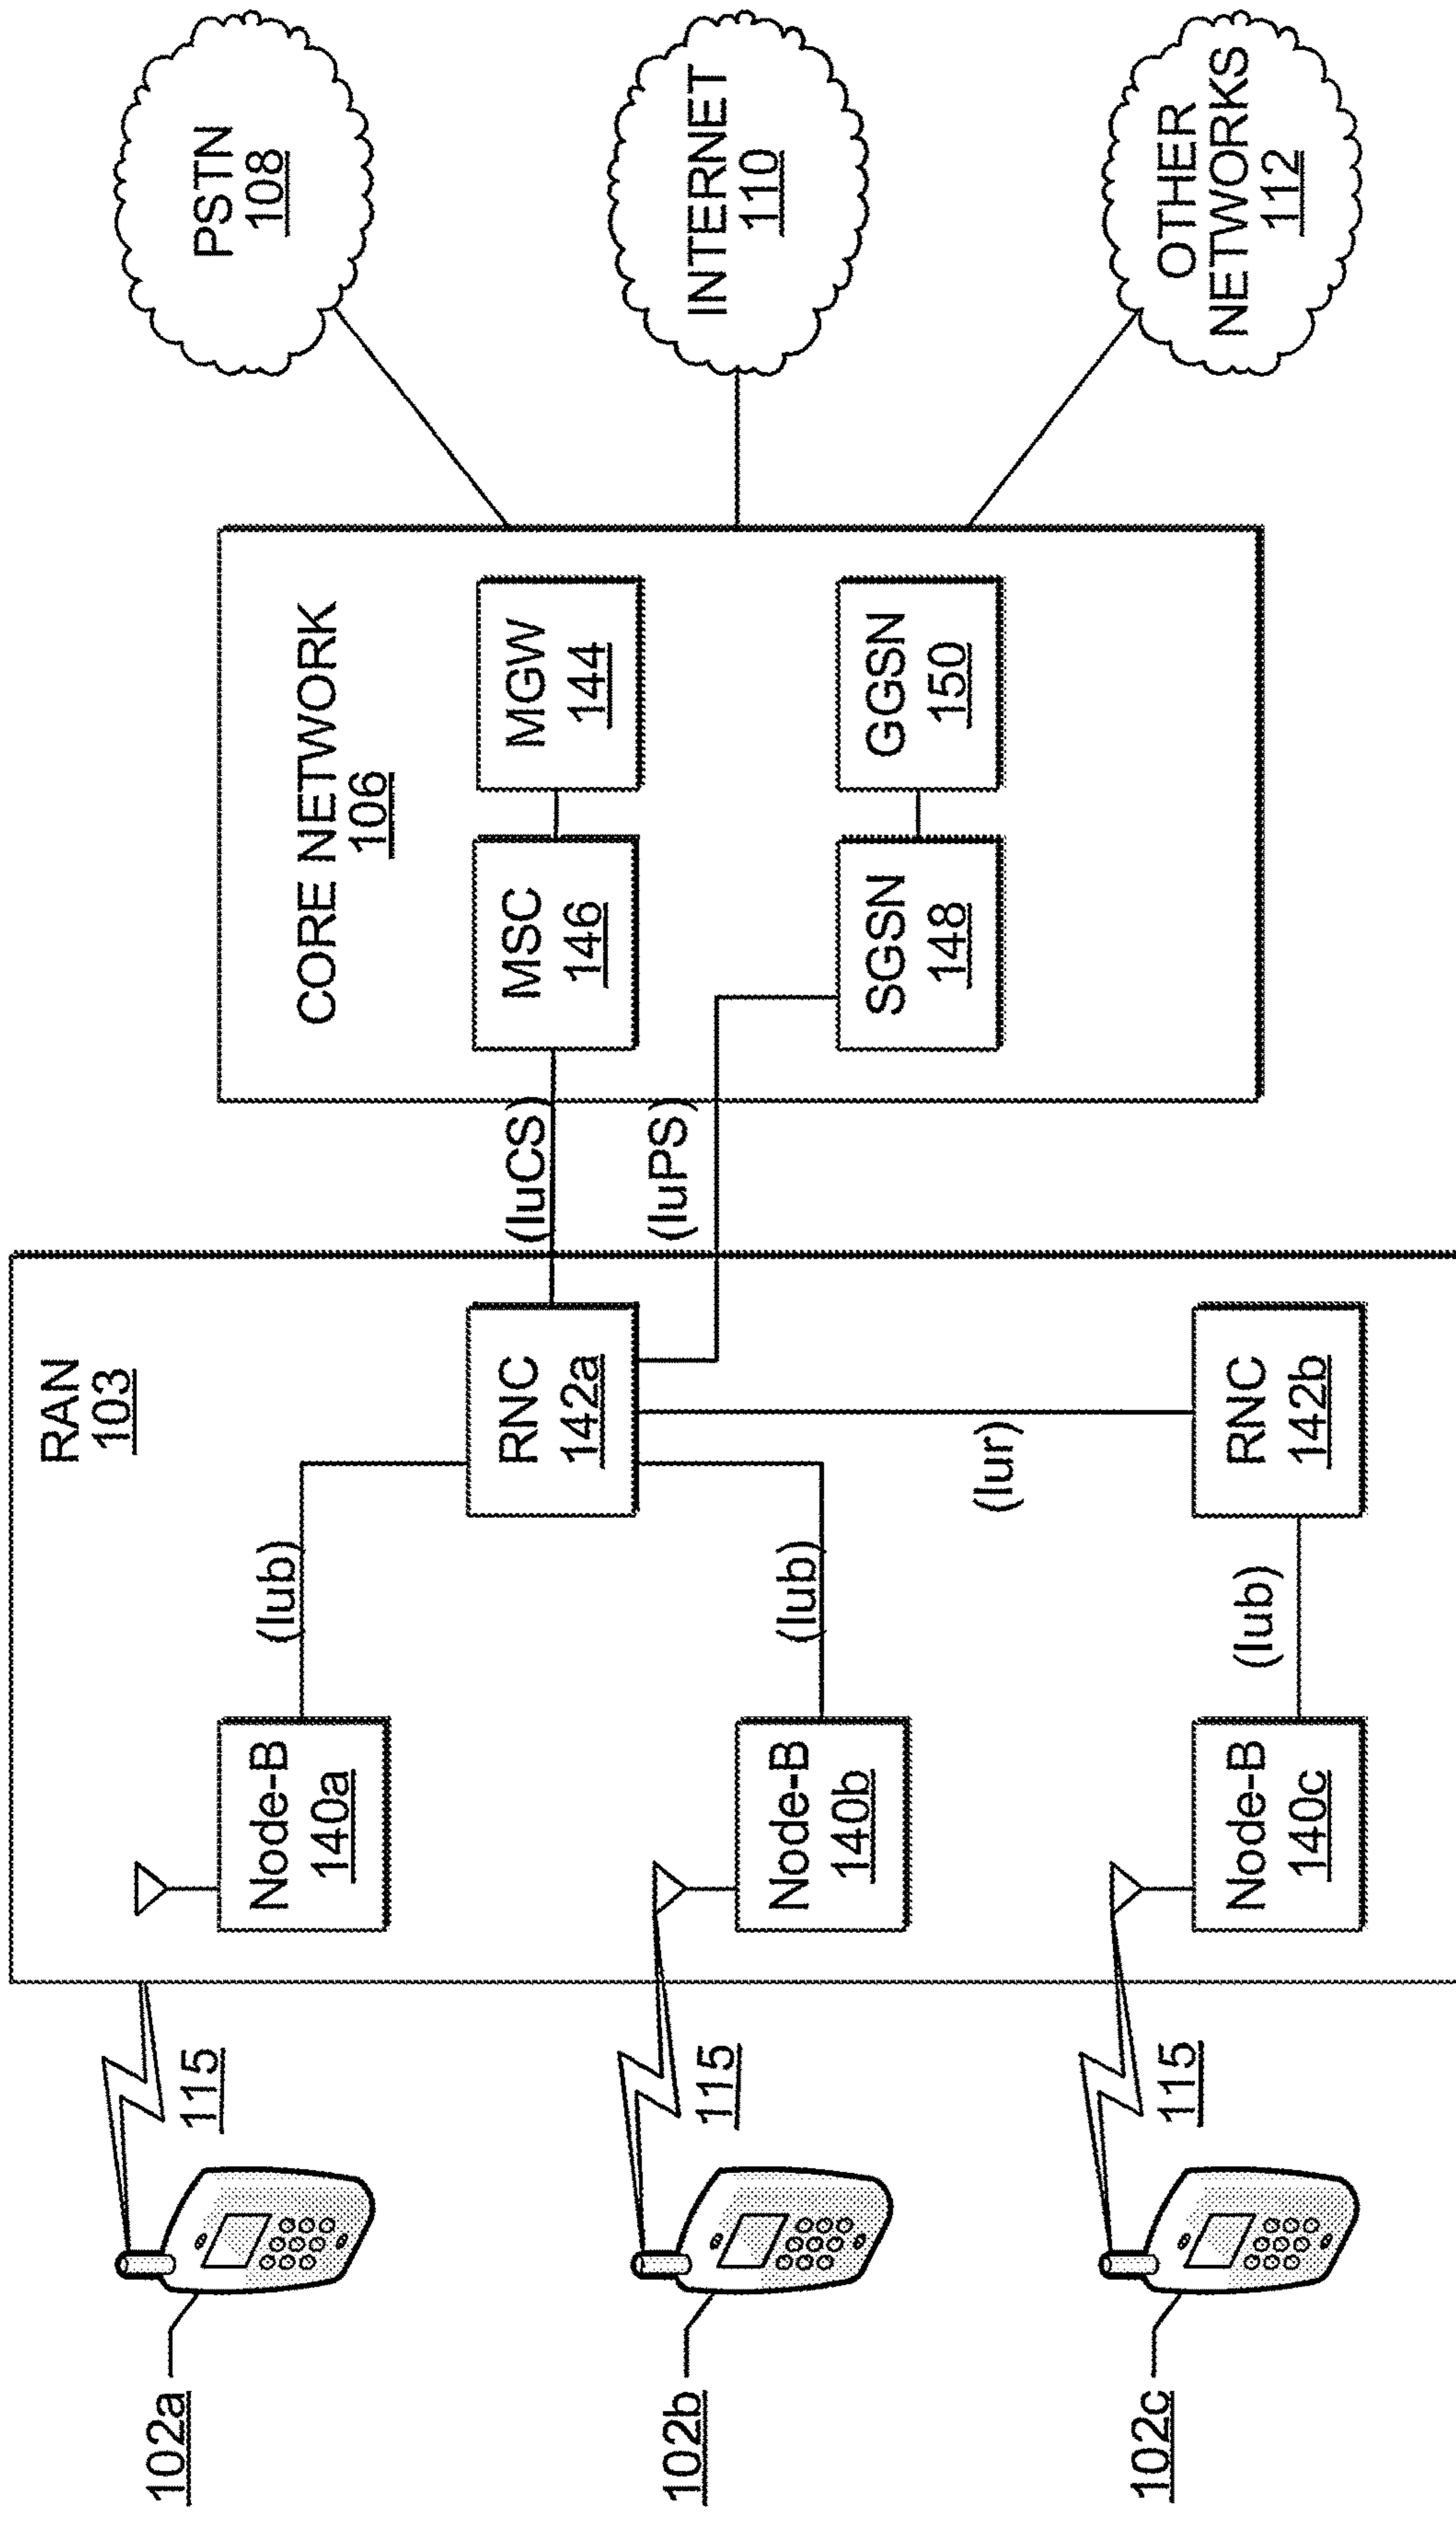 RAN
103
CORE NETWORK
106
PSTN
108
102a
115
Node-B
140a
(Iub)
RNC
142a
(IuCS)
MSC
146
MGW
144
(IuPS)
INTERNET
110
102b
115
Node-B
140b
(Iub)
SGSN
148
GGSN
150
(Iur)
102c
115
Node-B
140c
(Iub)
RNC
142b
OTHER
NETWORKS
112